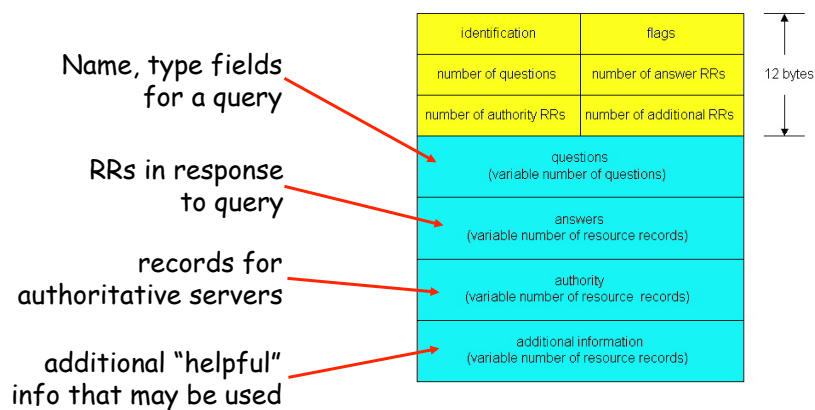 identification
flags
number of questions
number of answer RRs
number of authority RRs
number of additional RRs
12 bytes
Name, type fields
for a query
questions
(variable number of questions)
RRs in response
to query
answers
(variable number of resource records)
records for
authoritative servers
authority
(variable number of resource records)
additional “helpful”
info that may be used
additional information
(variable number of resource records)